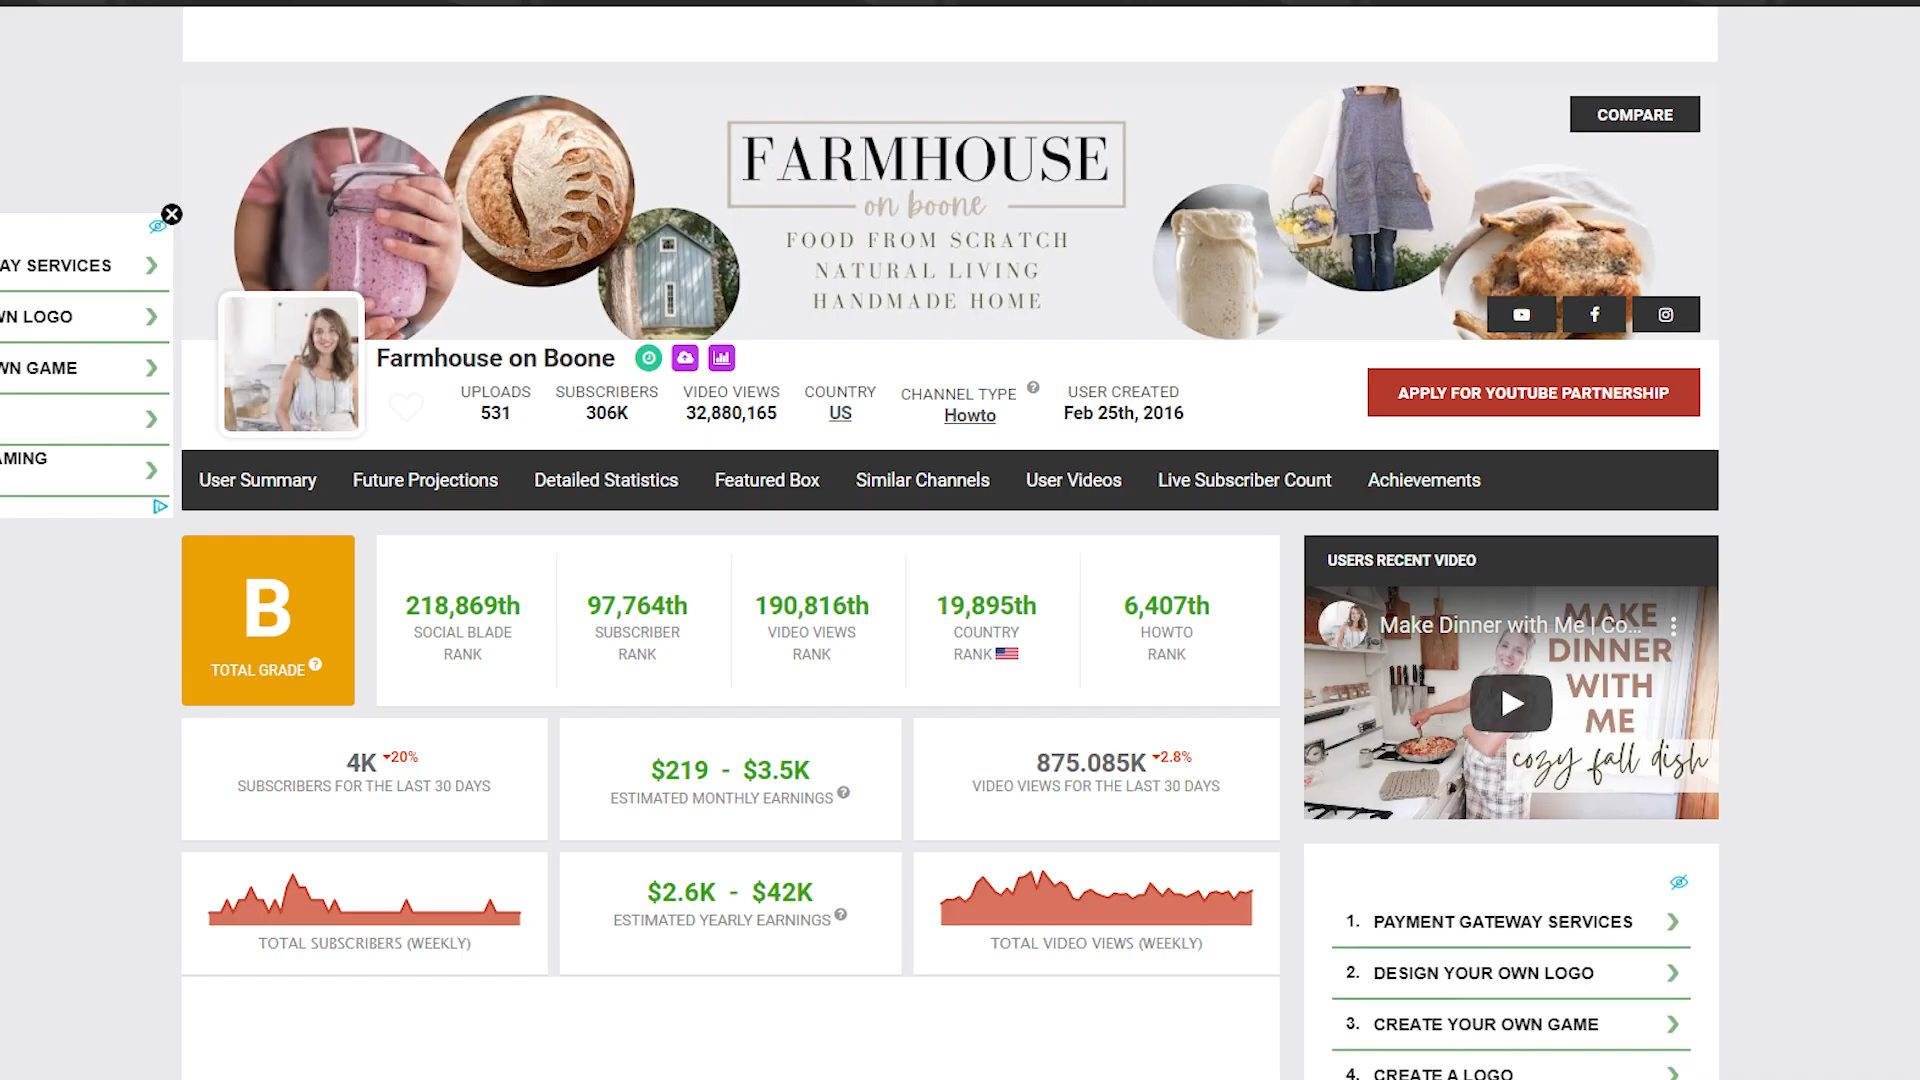 COMPARE
FARMHOUSE
on boone
FOOD FROM SCRATCH
NATURAL LIVING
HANDMADE HOME
AY SERVICES
WN LOGO
WN GAME
AMING
Farmhouse on Boone
UPLOADS
531
SUBSCRIBERS
306K
VIDEO VIEWS
32,880,165
COUNTRY
US
CHANNEL TYPE
Howto
USER CREATED
Feb 25th, 2016
APPLY FOR YOUTUBE PARTNERSHIP
User Summary Future Projections Detailed Statistics Featured Box Similar Channels User Videos Live Subscriber Count Achievements
B
TOTAL GRADE
218,869th
SOCIAL BLADE
RANK
97,764th
SUBSCRIBER
RANK
190,816th
VIDEO VIEWS
RANK
19,895th
COUNTRY
RANK
6,407th
HOWTO
RANK
USERS RECENT VIDEO
Make Dinner with Me | Co...
MAKE
DINNER
WITH
ME
cozy fall dish
4K 20%
SUBSCRIBERS FOR THE LAST 30 DAYS
$219 - $3.5K
ESTIMATED MONTHLY EARNINGS
875.085K 2.8%
VIDEO VIEWS FOR THE LAST 30 DAYS
TOTAL SUBSCRIBERS (WEEKLY)
$2.6K - $42K
ESTIMATED YEARLY EARNINGS
TOTAL VIDEO VIEWS (WEEKLY)
1. PAYMENT GATEWAY SERVICES
2. DESIGN YOUR OWN LOGO
3. CREATE YOUR OWN GAME
4. CREATE A LOGO